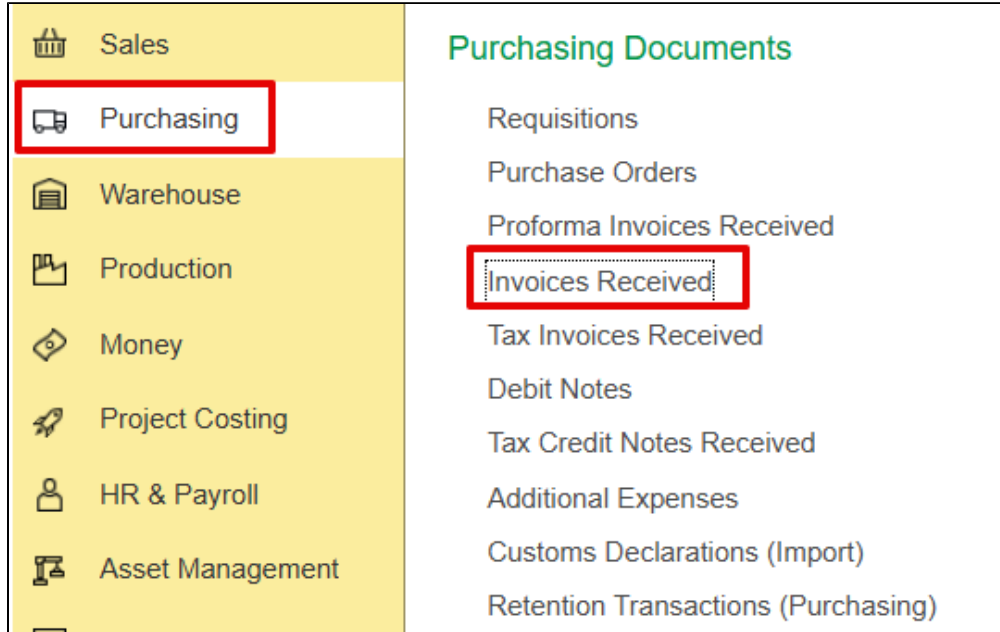 Sales
Purchasing
Warehouse
Production
Money
Project Costing
HR & Payroll
Asset Management
Purchasing Documents
Requisitions
Purchase Orders
Proforma Invoices Received
Invoices Received
Tax Invoices Received
Debit Notes
Tax Credit Notes Received
Additional Expenses
Customs Declarations (Import)
Retention Transactions (Purchasing)